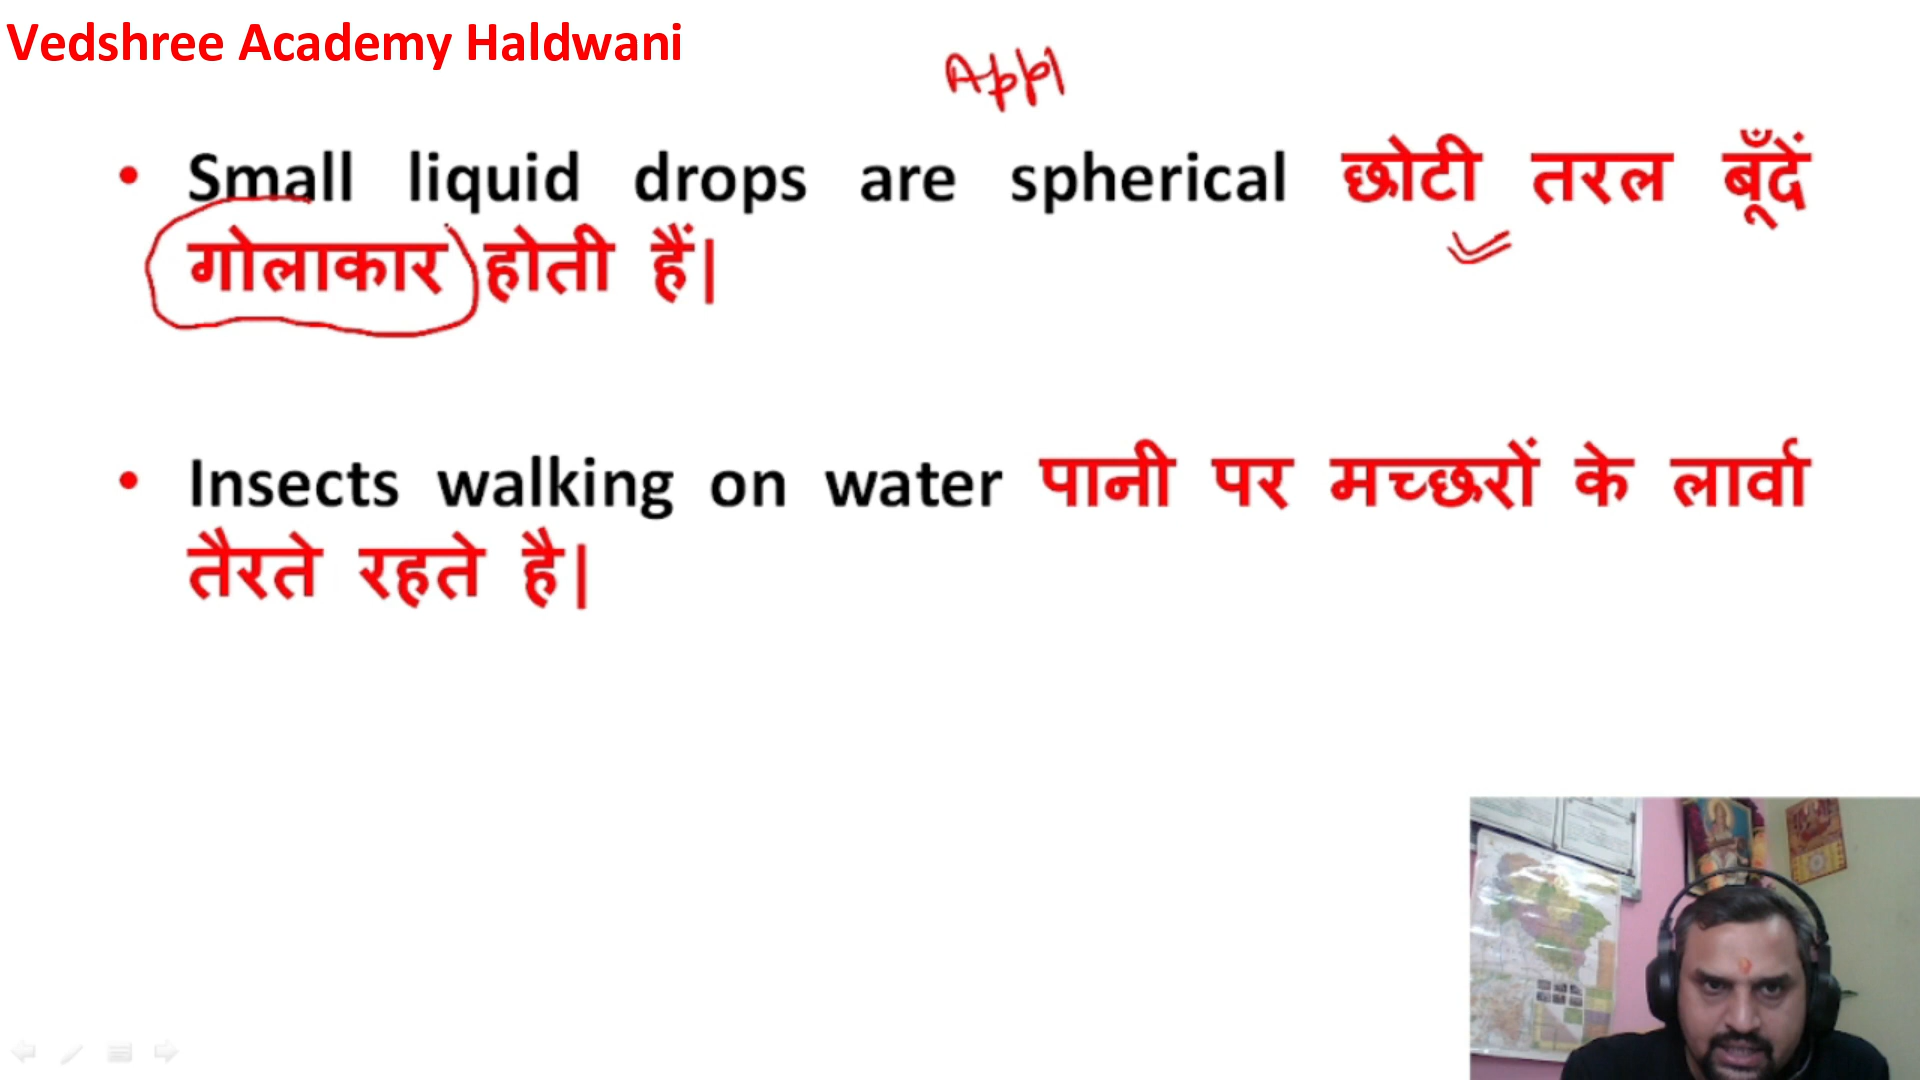 Vedshree Academy Haldwani
Appl
• Small liquid drops are spherical छोटी तरल बूँदें
गोलाकार होती हैं|
• Insects walking on water पानी पर मच्छरों के लार्वा
तैरते रहते है|